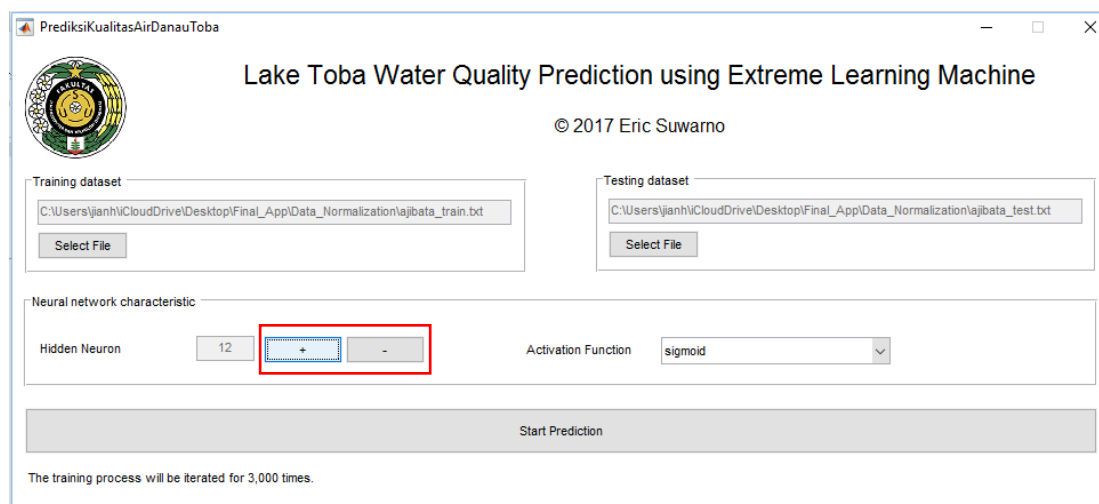 PrediksiKualitasAirDanauToba
Lake Toba Water Quality Prediction using Extreme Learning Machine
© 2017 Eric Suwarno
Training dataset
C:\Users\jianh\iCloudDrive\Desktop\Final_App\Data_Normalization\ajibata_train.txt
Select File
Testing dataset
C:\Users\jianh\iCloudDrive\Desktop\Final_App\Data_Normalization\ajibata_test.txt
Select File
Neural network characteristic
Hidden Neuron 12 + - Activation Function sigmoid
Start Prediction
The training process will be iterated for 3,000 times.